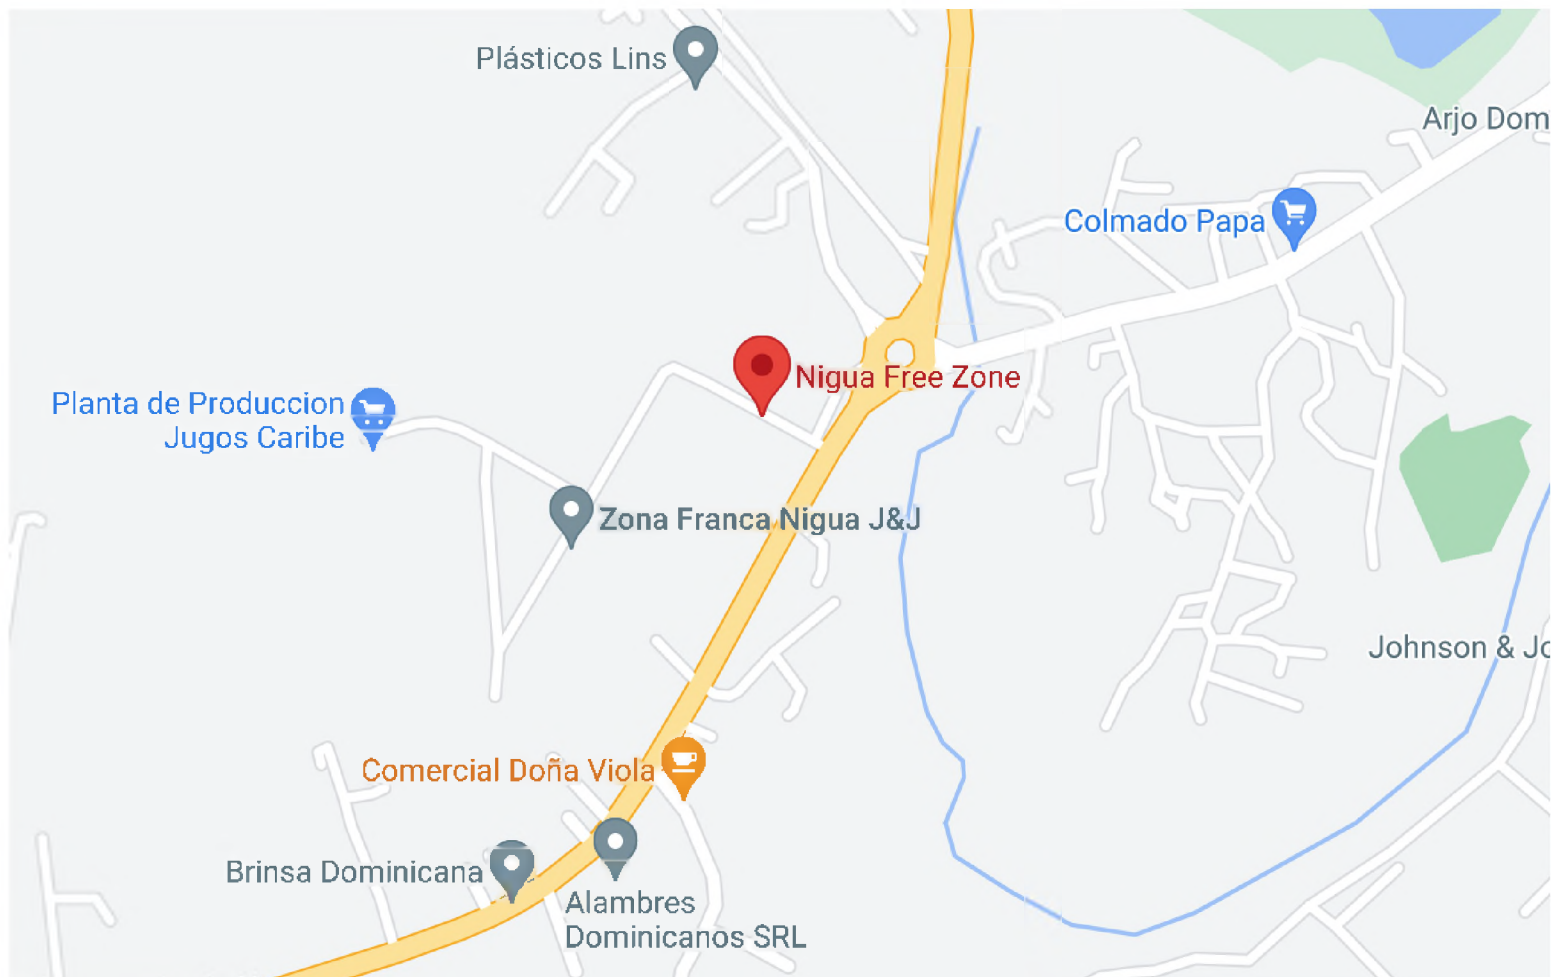 Plásticos Lins
Arjo Dom
Colmado Papa
Nigua Free Zone
Planta de Produccion
Jugos Caribe
Zona Franca Nigua J&J
Johnson & Jo
Comercial Doña Viola
Brinsa Dominicana
Alambres
Dominicanos SRL